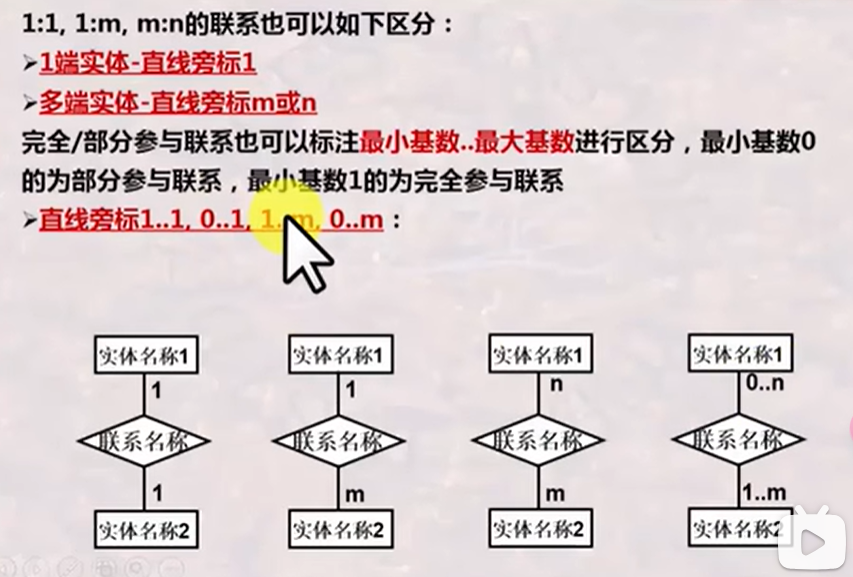 1:1, 1:m, m:n的联系也可以如下区分：
➢1端实体-直线旁标1
➢多端实体-直线旁标m或n
完全/部分参与联系也可以标注最小基数..最大基数进行区分，最小基数0
的为部分参与联系，最小基数1的为完全参与联系
➢直线旁标1..1, 0..1, 1..m, 0..m：
实体名称1 实体名称1 实体名称1 实体名称1
1 1 n 0..n
联系名称 联系名称 联系名称 联系名称
1 m m 1..m
实体名称2 实体名称2 实体名称2 实体名称2